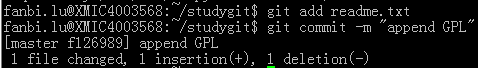 fanbi.lu@XMIC4003568:~/studygit$ git add readme.txt
fanbi.lu@XMIC4003568:~/studygit$ git commit -m "append GPL"
[master f126989] append GPL
 1 file changed, 1 insertion(+), 1 deletion(-)